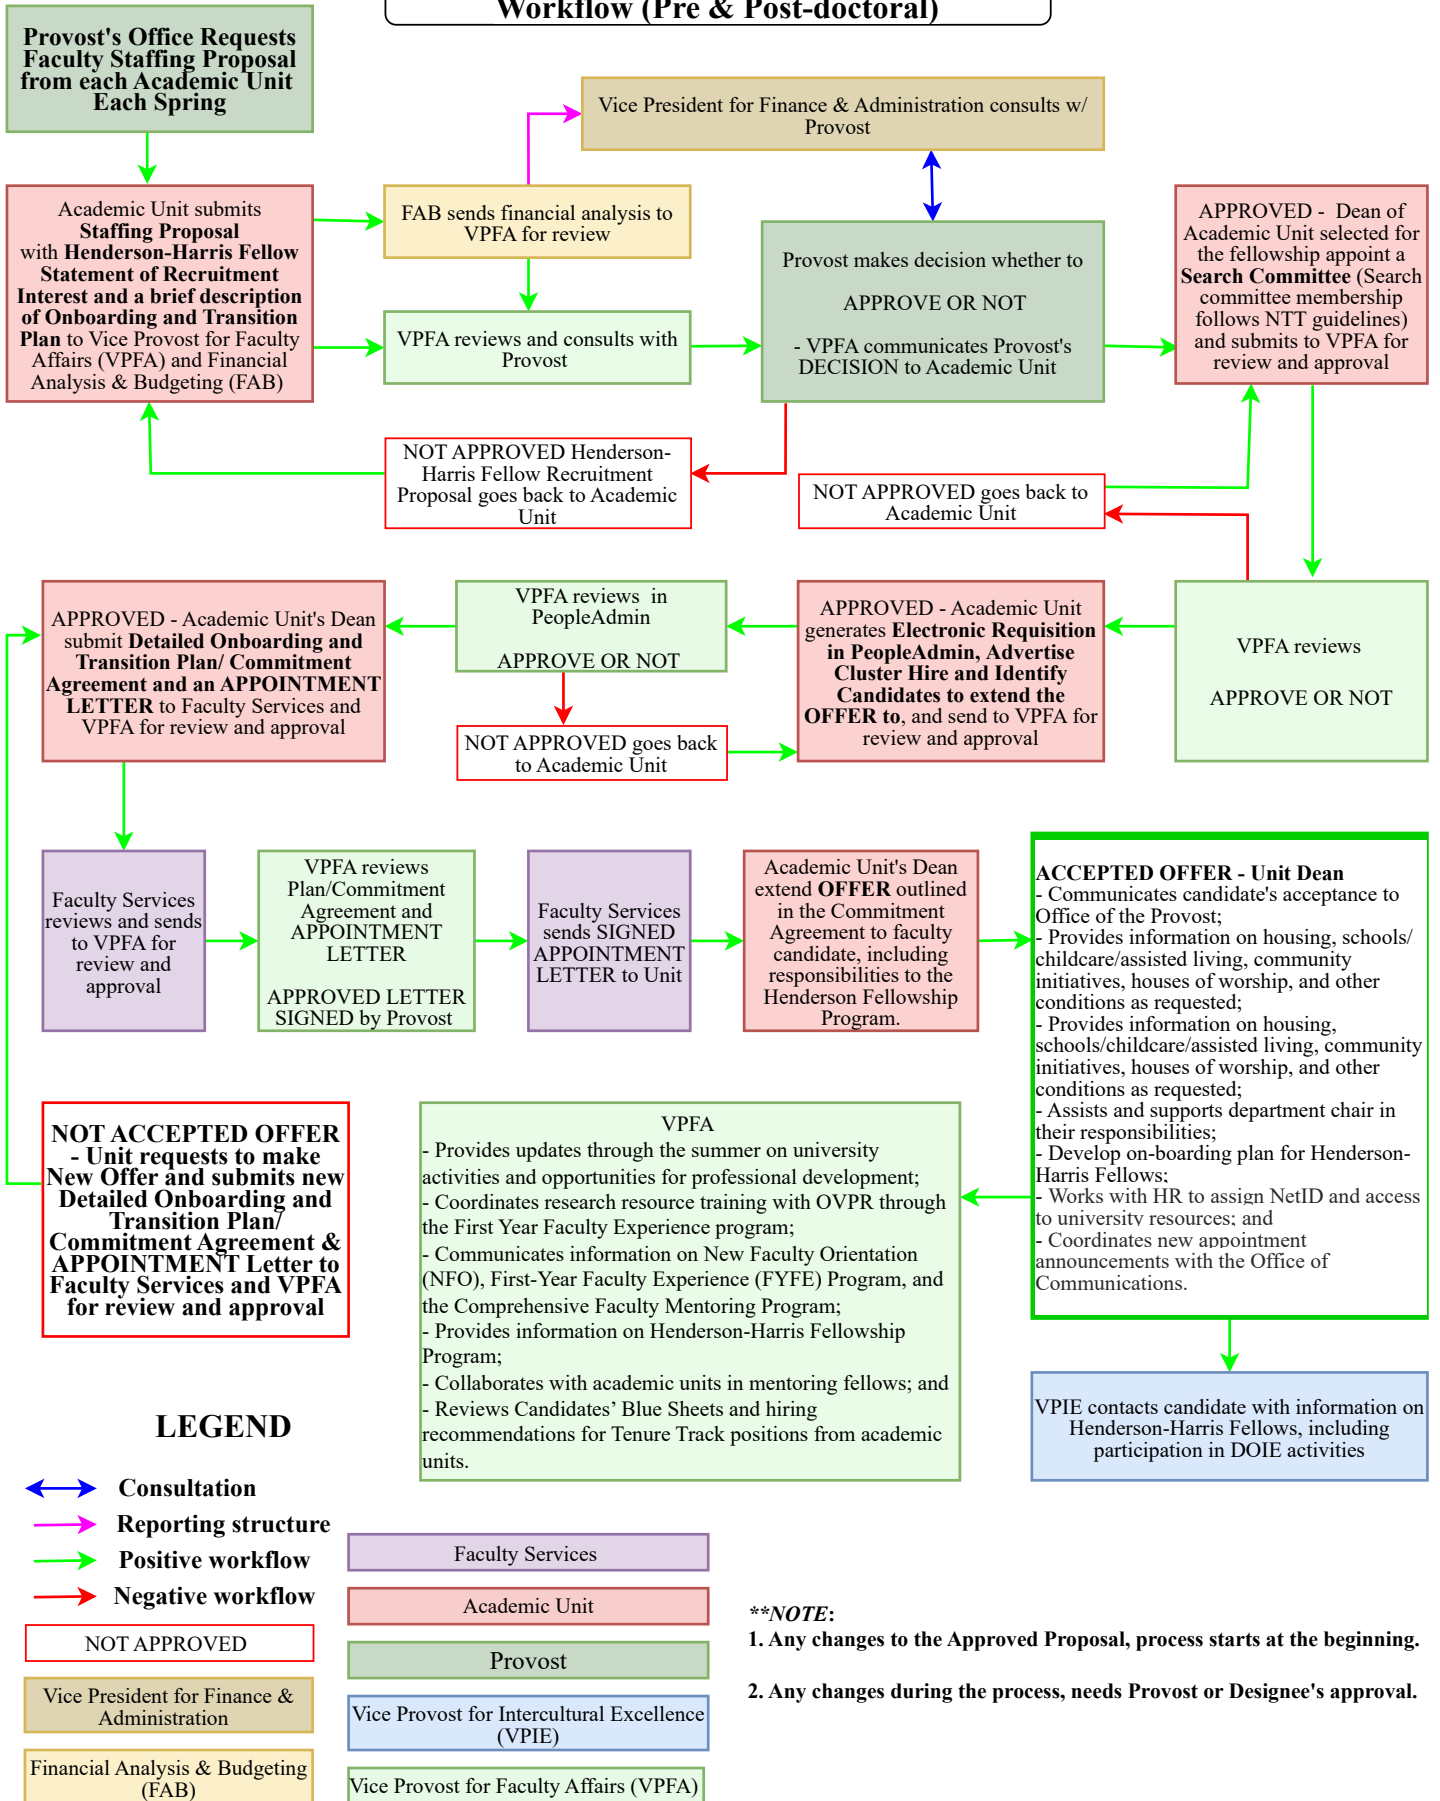 Workflow (Pre & Post-doctoral)
Provost's Office Requests
Faculty Staffing Proposal
from each Academic Unit
Each Spring
Vice President for Finance & Administration consults w/
Provost
Academic Unit submits
Staffing Proposal
with Henderson-Harris Fellow
Statement of Recruitment
Interest and a brief description
of Onboarding and Transition
Plan to Vice Provost for Faculty
Affairs (VPFA) and Financial
Analysis & Budgeting (FAB)
FAB sends financial analysis to
VPFA for review
VPFA reviews and consults with
Provost
Provost makes decision whether to
APPROVE OR NOT
- VPFA communicates Provost's
DECISION to Academic Unit
APPROVED - Dean of
Academic Unit selected for
the fellowship appoint a
Search Committee (Search
committee membership
follows NTT guidelines)
and submits to VPFA for
review and approval
NOT APPROVED Henderson-
Harris Fellow Recruitment
Proposal goes back to Academic
Unit
NOT APPROVED goes back to
Academic Unit
APPROVED - Academic Unit's Dean
submit Detailed Onboarding and
Transition Plan/ Commitment
Agreement and an APPOINTMENT
LETTER to Faculty Services and
VPFA for review and approval
VPFA reviews in
PeopleAdmin
APPROVE OR NOT
NOT APPROVED goes back
to Academic Unit
APPROVED - Academic Unit
generates Electronic Requisition
in PeopleAdmin, Advertise
Cluster Hire and Identify
Candidates to extend the
OFFER to, and send to VPFA for
review and approval
VPFA reviews
APPROVE OR NOT
Faculty Services
reviews and sends
to VPFA for
review and
approval
VPFA reviews
Plan/Commitment
Agreement and
APPOINTMENT
LETTER
APPROVED LETTER
SIGNED by Provost
Faculty Services
sends SIGNED
APPOINTMENT
LETTER to Unit
Academic Unit's Dean
extend OFFER outlined
in the Commitment
Agreement to faculty
candidate, including
responsibilities to the
Henderson Fellowship
Program.
ACCEPTED OFFER - Unit Dean
- Communicates candidate's acceptance to
Office of the Provost;
- Provides information on housing, schools/
childcare/assisted living, community
initiatives, houses of worship, and other
conditions as requested;
- Provides information on housing,
schools/childcare/assisted living, community
initiatives, houses of worship, and other
conditions as requested;
- Assists and supports department chair in
their responsibilities;
- Develop on-boarding plan for Henderson-
Harris Fellows;
- Works with HR to assign NetID and access
to university resources; and
- Coordinates new appointment
announcements with the Office of
Communications.
NOT ACCEPTED OFFER
- Unit requests to make
New Offer and submits new
Detailed Onboarding and
Transition Plan/
Commitment Agreement &
APPOINTMENT Letter to
Faculty Services and VPFA
for review and approval
VPFA
- Provides updates through the summer on university
activities and opportunities for professional development;
- Coordinates research resource training with OVPR through
the First Year Faculty Experience program;
- Communicates information on New Faculty Orientation
(NFO), First-Year Faculty Experience (FYFE) Program, and
the Comprehensive Faculty Mentoring Program;
- Provides information on Henderson-Harris Fellowship
Program;
- Collaborates with academic units in mentoring fellows; and
- Reviews Candidates’ Blue Sheets and hiring
recommendations for Tenure Track positions from academic
units.
VPIE contacts candidate with information on
Henderson-Harris Fellows, including
participation in DOIE activities
LEGEND
Consultation
Reporting structure
Positive workflow
Negative workflow
NOT APPROVED
Vice President for Finance &
Administration
Financial Analysis & Budgeting
(FAB)
Faculty Services
Academic Unit
Provost
Vice Provost for Intercultural Excellence
(VPIE)
Vice Provost for Faculty Affairs (VPFA)
**NOTE:
1. Any changes to the Approved Proposal, process starts at the beginning.
2. Any changes during the process, needs Provost or Designee's approval.